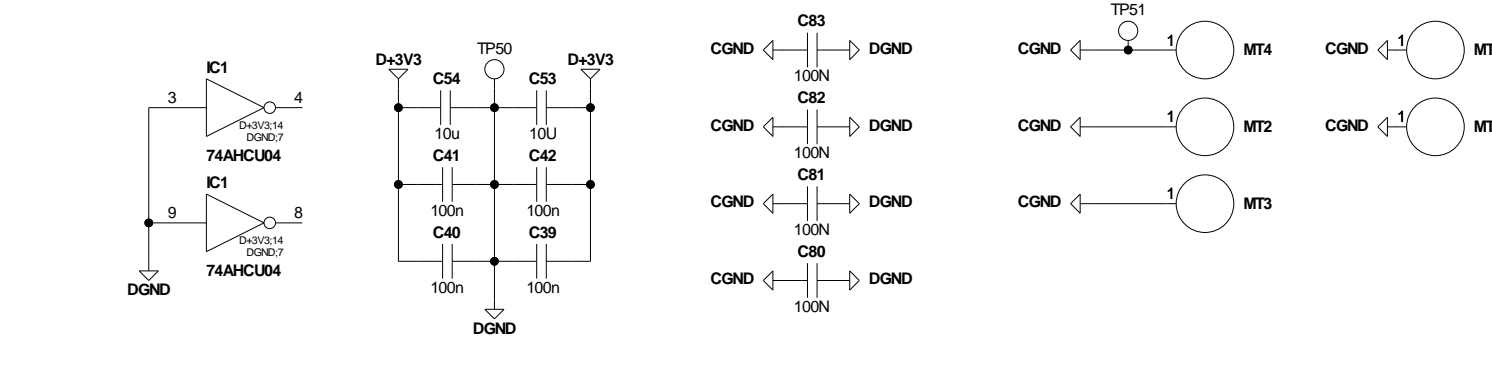 IC1
3
4
D+3V3;14
DGND;7
74AHCU04
IC1
9
8
D+3V3;14
DGND;7
74AHCU04
DGND
D+3V3
TP50
D+3V3
C54
C53
10u
10U
C41
C42
100n
100n
C40
C39
100n
100n
DGND
C83
CGND
DGND
100N
C82
CGND
DGND
100N
C81
CGND
DGND
100N
C80
CGND
DGND
100N
TP51
CGND
1
MT4
CGND
1
MT2
CGND
1
MT3
CGND
1
MT
CGND
1
MT